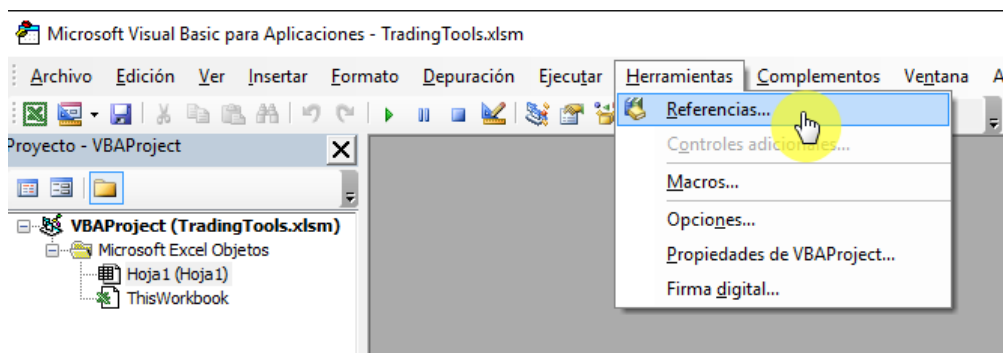 Microsoft Visual Basic para Aplicaciones - TradingTools.xlsm
Archivo Edición Ver Insertar Formato Depuración Ejecutar Herramientas Complementos Ventana A
Referencias...
Proyecto - VBAProject
Controles adicionales...
Macros...
VBAProject (TradingTools.xlsm)
Opciones...
Microsoft Excel Objetos
Propiedades de VBAProject...
Hoja1 (Hoja1)
Firma digital...
ThisWorkbook